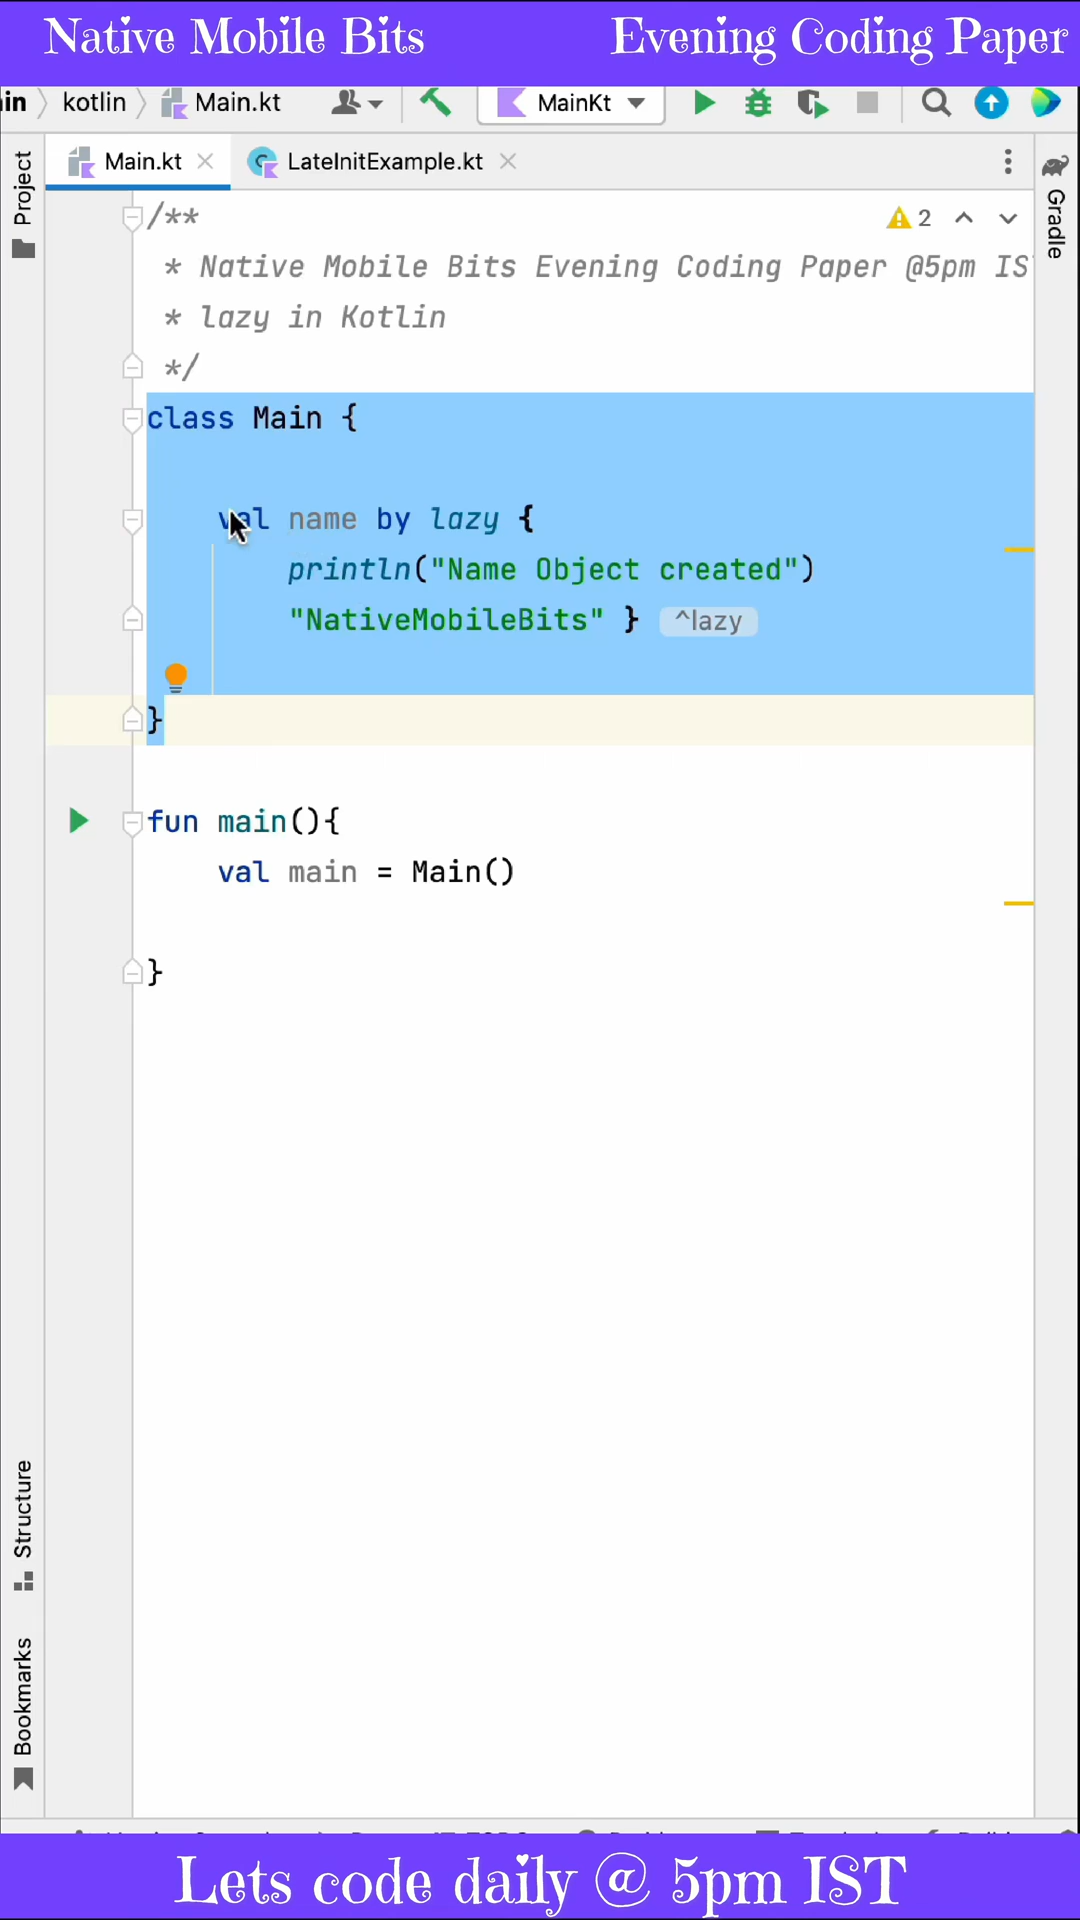 Native Mobile Bits Evening Coding Paper
in kotlin Main.kt MainKt
Project
Main.kt LateInitExample.kt
Gradle
/** 2
* Native Mobile Bits Evening Coding Paper @5pm IS
* lazy in Kotlin
*/
class Main {
val name by lazy {
println("Name Object created")
"NativeMobileBits" } ^lazy
}
fun main(){
val main = Main()
}
Structure
Bookmarks
Lets code daily @ 5pm IST